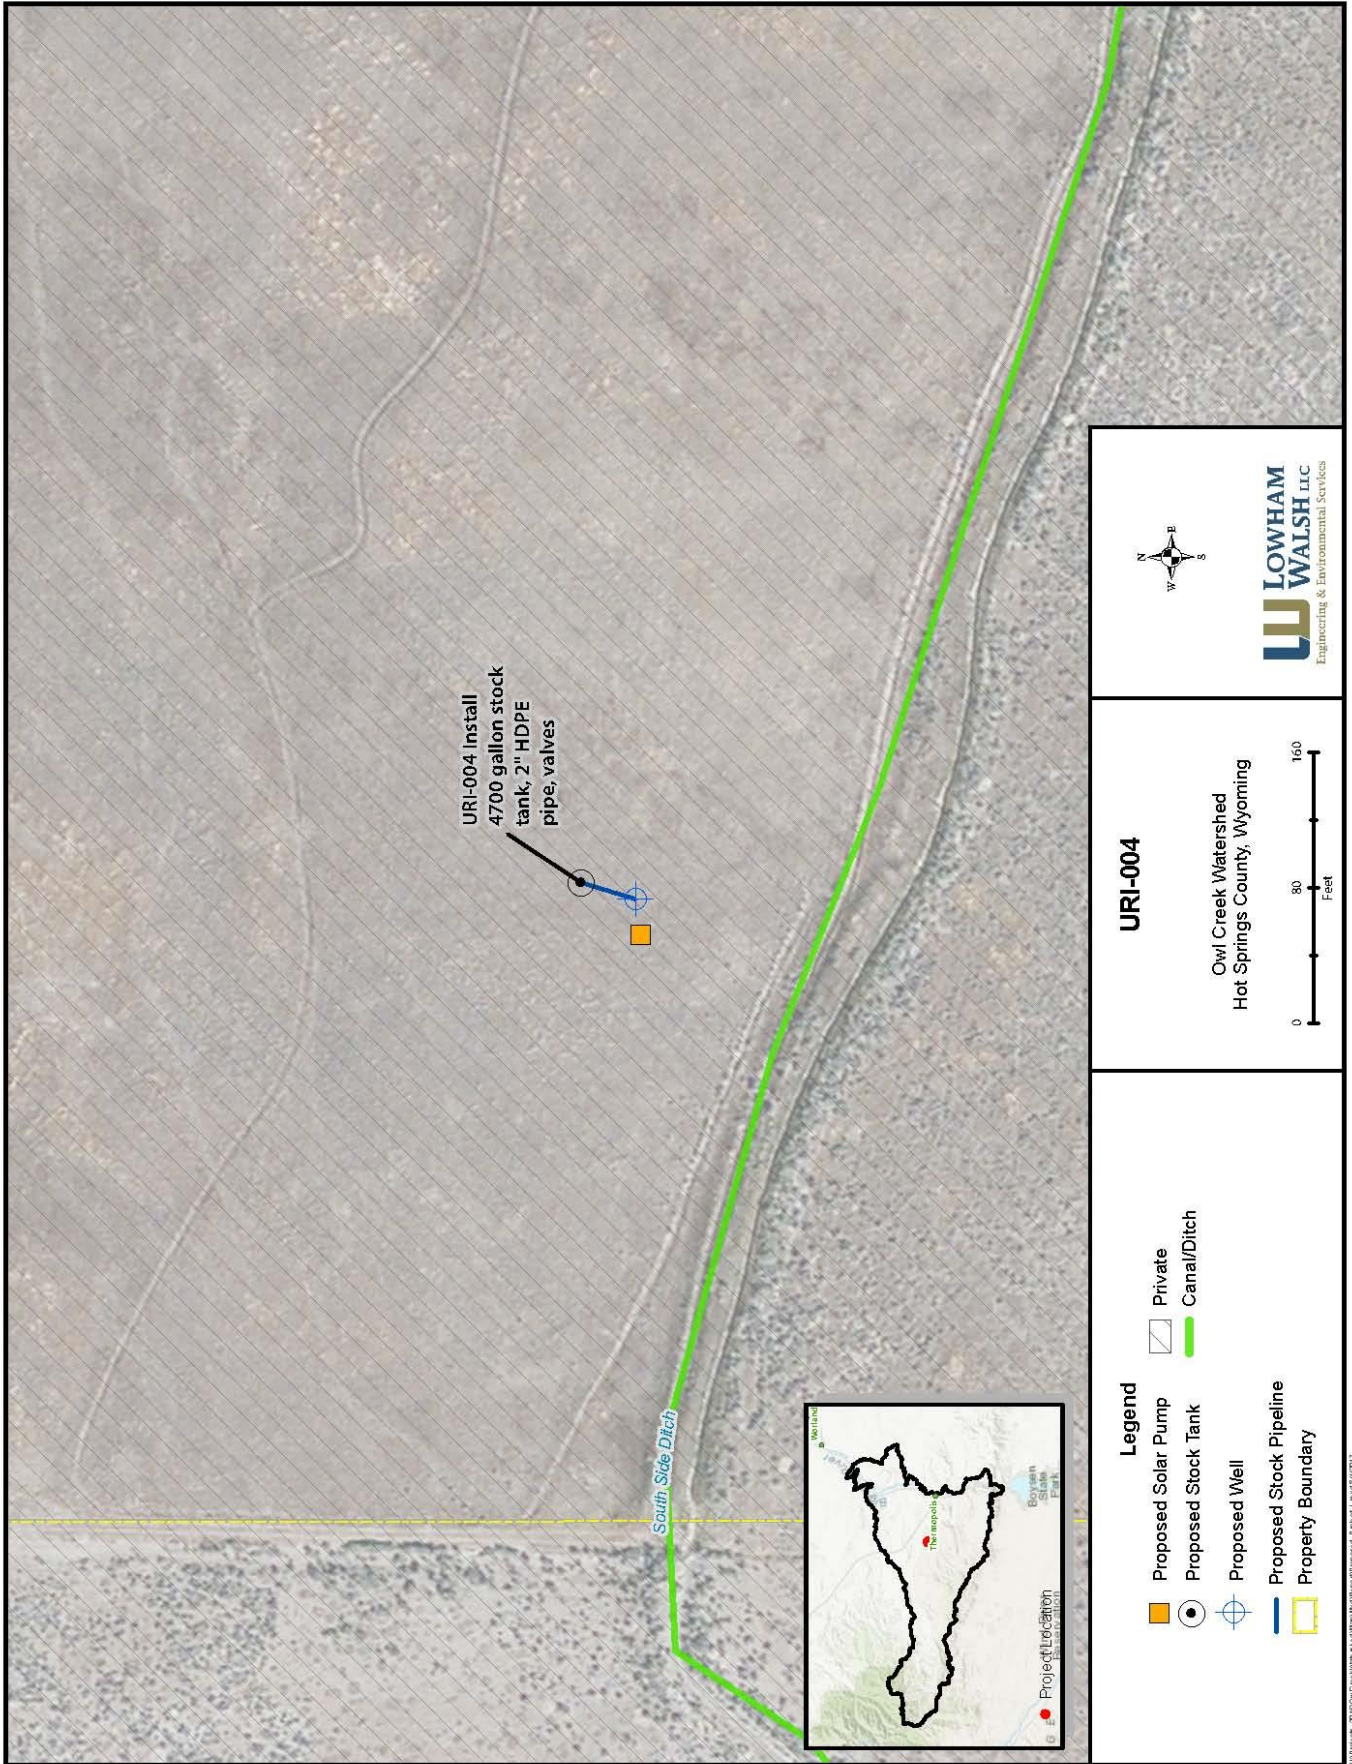 URI-004 Install
4700 gallon stock
tank, 2" HDPE
pipe, valves
South Side Ditch
Worland
Thermopolis
Boysen
State
Park
Project Location
Legend
Proposed Solar Pump
Proposed Stock Tank
Proposed Well
Proposed Stock Pipeline
Property Boundary
Private
Canal/Ditch
URI-004
Owl Creek Watershed
Hot Springs County, Wyoming
0 80 160
Feet
N
W E
S
LOWHAM
WALSH LLC
Engineering & Environmental Services